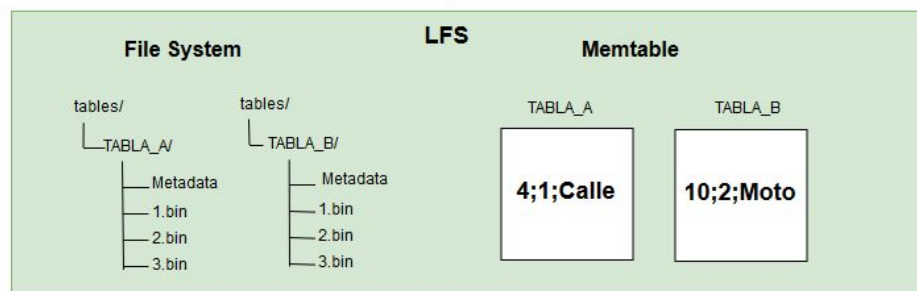 LFS
File System
tables/
TABLA_A/
Metadata
1.bin
2.bin
3.bin
tables/
TABLA_B/
Metadata
1.bin
2.bin
3.bin
Memtable
TABLA_A
4;1;Calle
TABLA_B
10;2;Moto